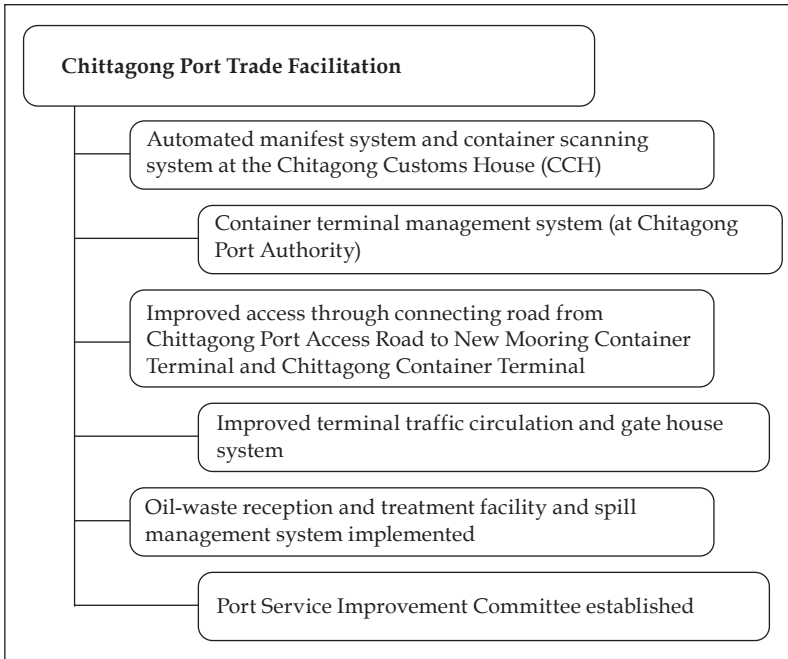 Chittagong Port Trade Facilitation
Automated manifest system and container scanning
system at the Chitagong Customs House (CCH)
Container terminal management system (at Chitagong
Port Authority)
Improved access through connecting road from
Chittagong Port Access Road to New Mooring Container
Terminal and Chittagong Container Terminal
Improved terminal traffic circulation and gate house
system
Oil-waste reception and treatment facility and spill
management system implemented
Port Service Improvement Committee established